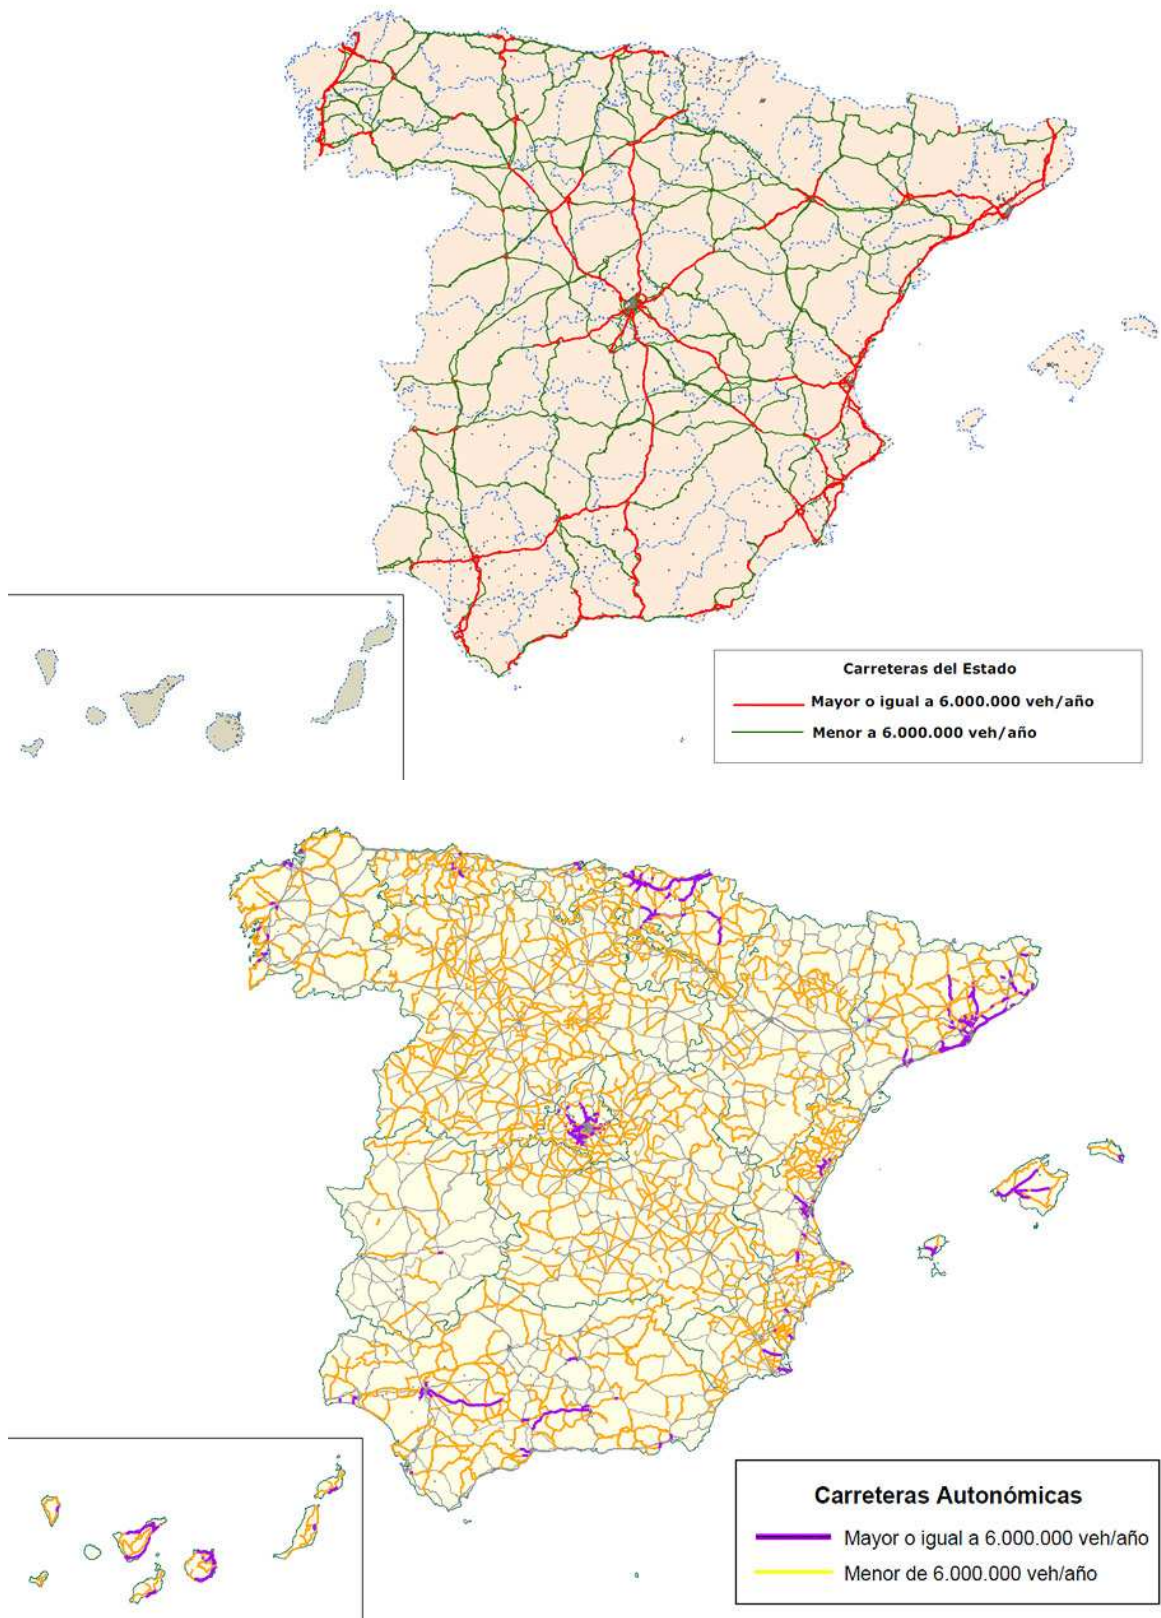 Carreteras del Estado
Mayor o igual a 6.000.000 veh/año
Menor a 6.000.000 veh/año
Carreteras Autonómicas
Mayor o igual a 6.000.000 veh/año
Menor de 6.000.000 veh/año